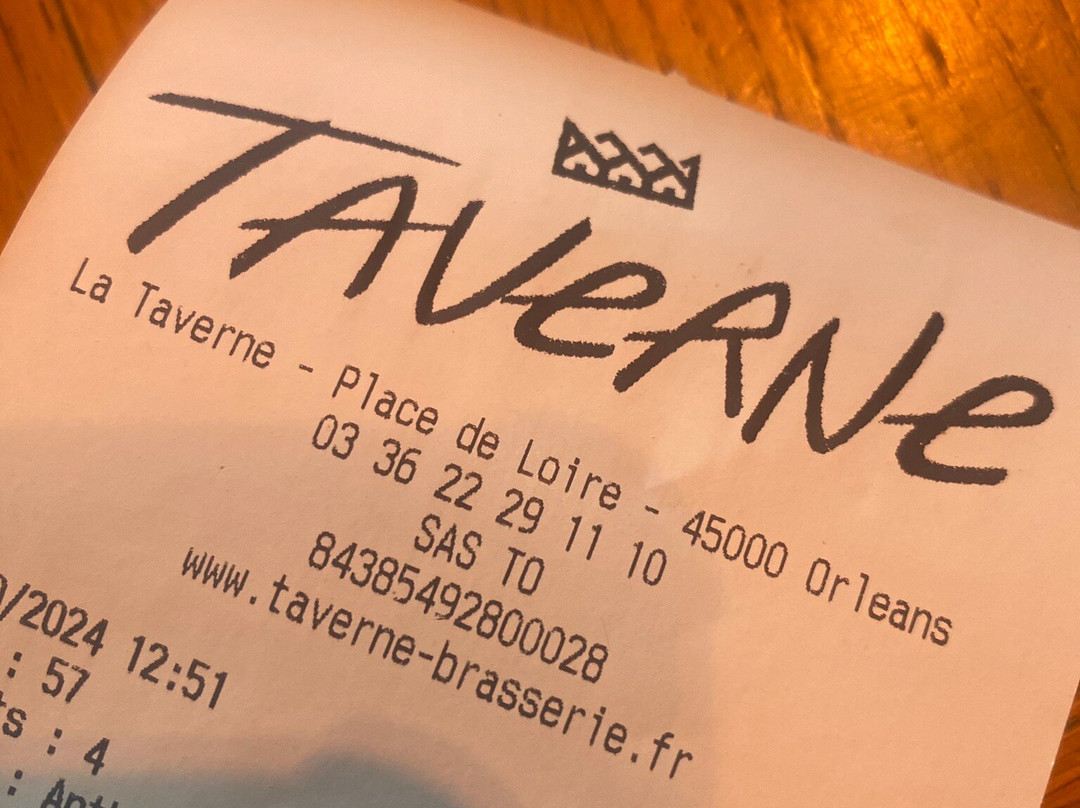 TAVeRNe
La Taverne - place de Loire - 45000 Orleans
03 36 22 29 11 10
SAS TO
84385492800028
www.taverne-brasserie.fr
/2024 12:51
: 57
: 4
: